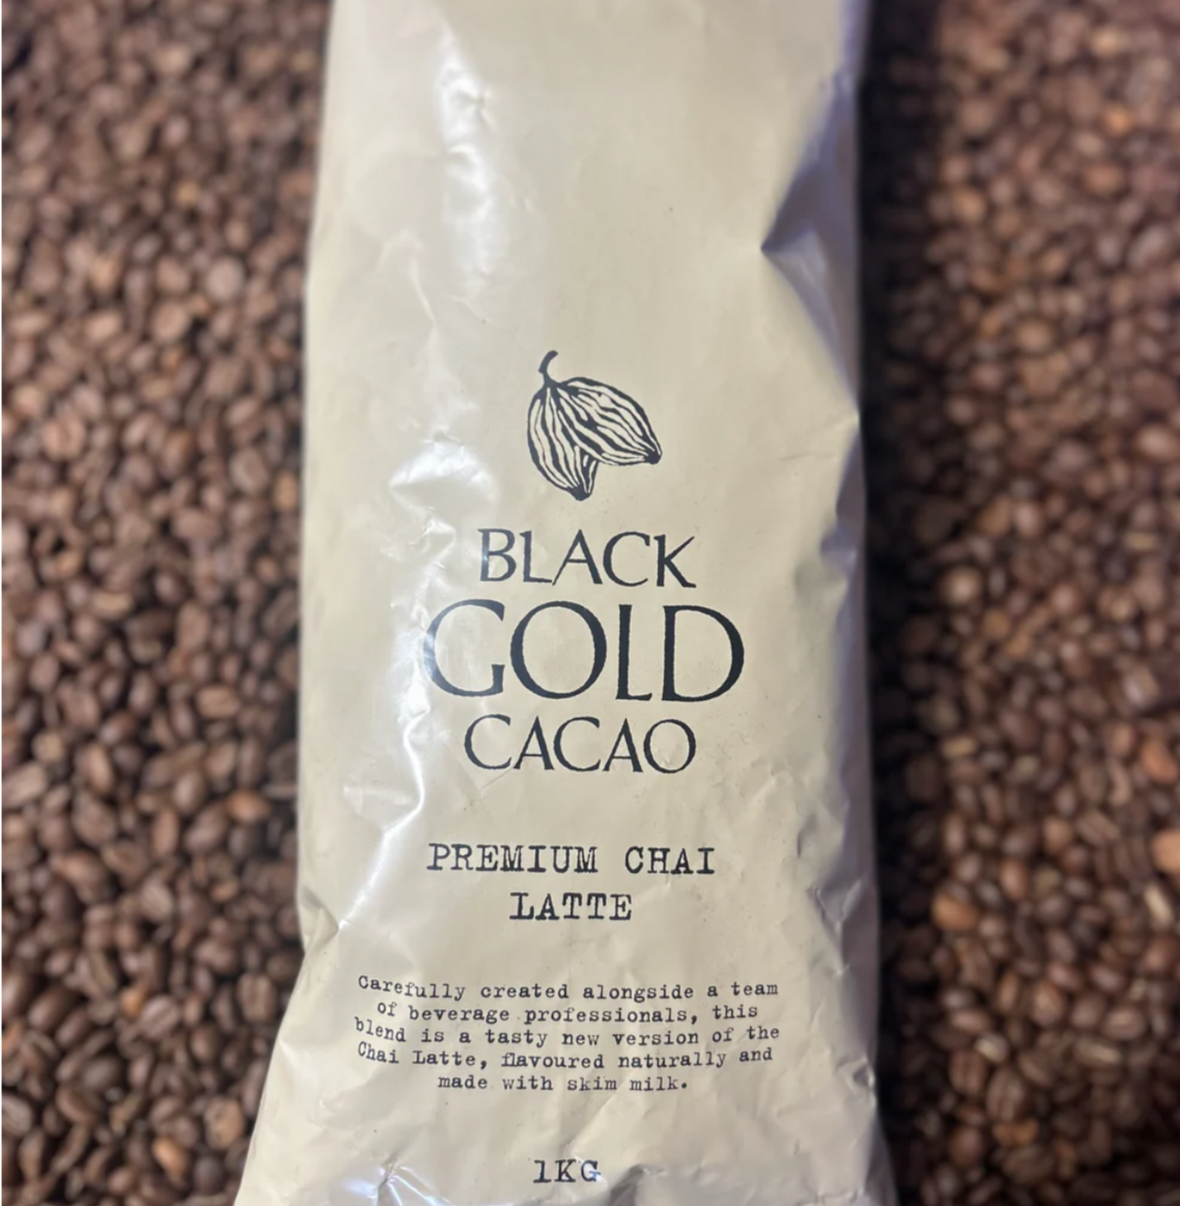 BLACK
GOLD
CACAO
PREMIUM CHAI
LATTE
Carefully created alongside a team
of beverage professionals, this
blend is a tasty new version of the
Chai Latte, flavoured naturally and
made with skim milk.
1KG